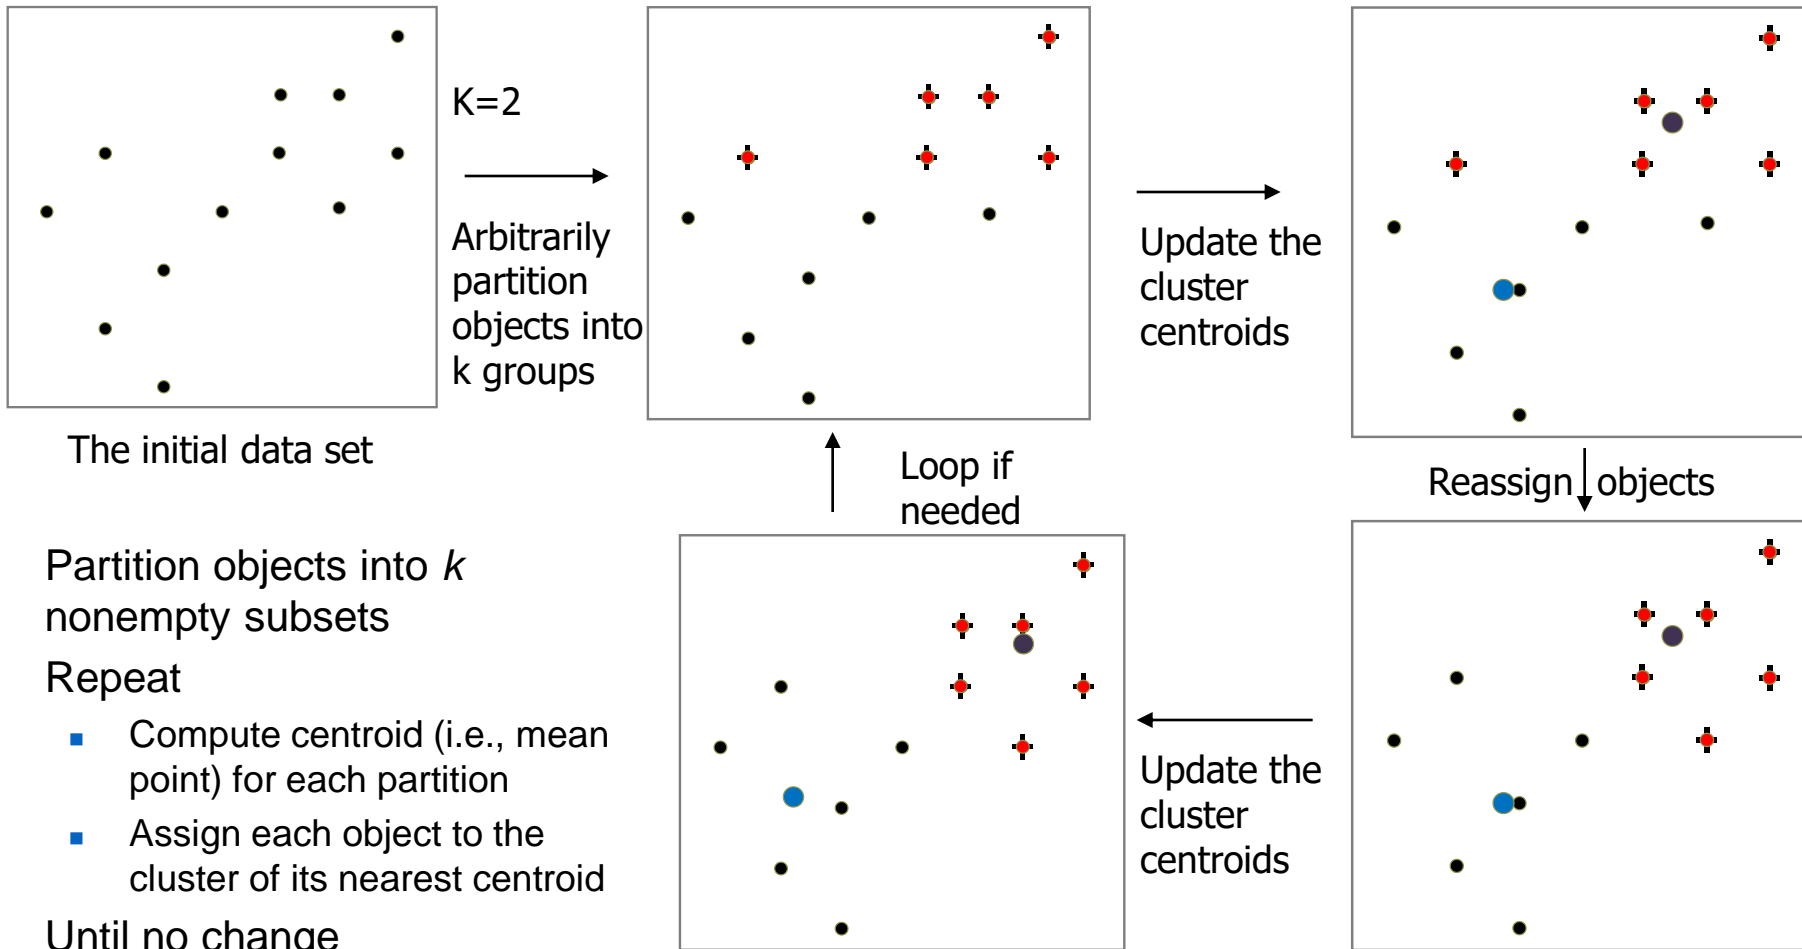 K=2
Arbitrarily
partition
objects into
k groups
Update the
cluster
centroids
The initial data set
Loop if
needed
Reassign objects
Update the
cluster
centroids
Partition objects into k
nonempty subsets
Repeat
Compute centroid (i.e., mean
point) for each partition
Assign each object to the
cluster of its nearest centroid
Until no change